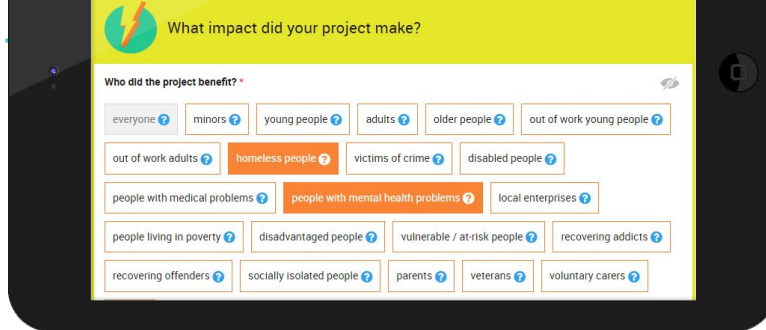 What impact did your project make?
Who did the project benefit? *
everyone ? minors ? young people ? adults ? older people ? out of work young people ?
out of work adults ? homeless people ? victims of crime ? disabled people ?
people with medical problems ? people with mental health problems ? local enterprises ?
people living in poverty ? disadvantaged people ? vulnerable / at-risk people ? recovering addicts ?
recovering offenders ? socially isolated people ? parents ? veterans ? voluntary carers ?